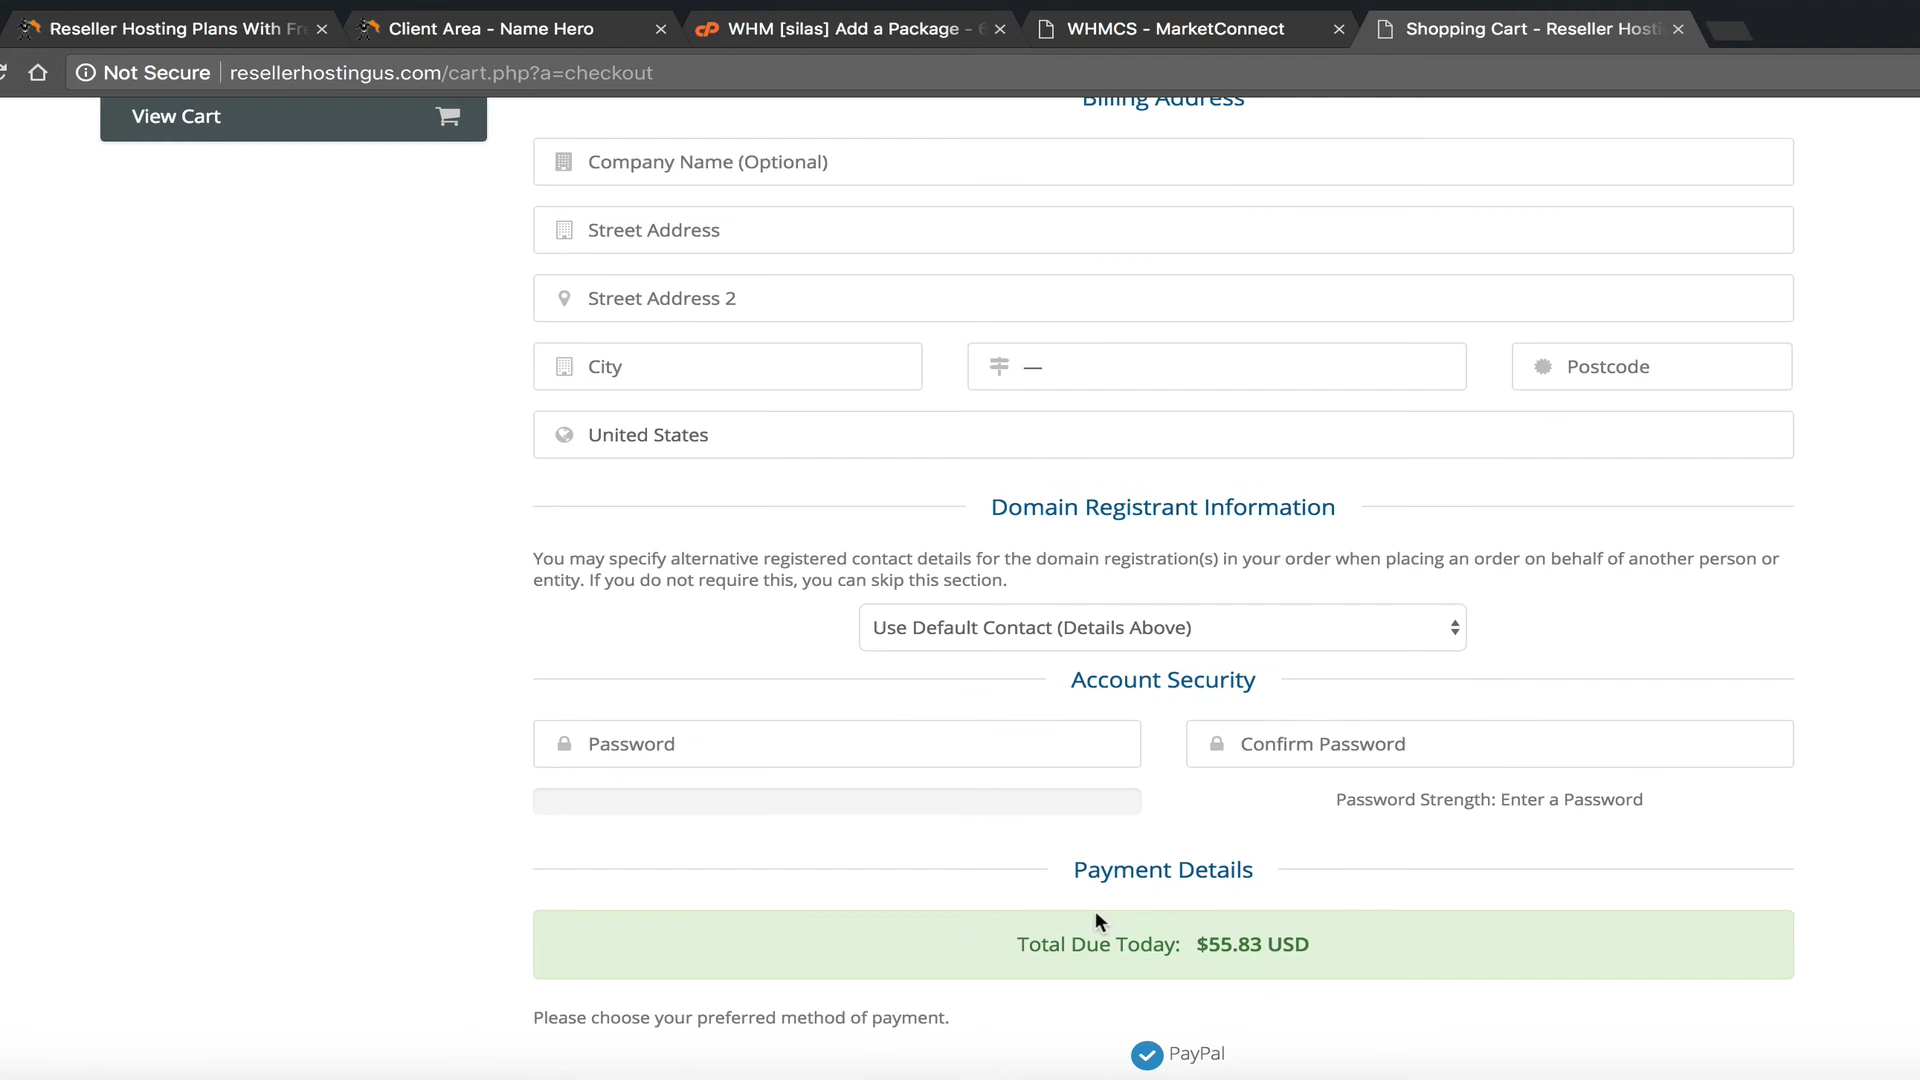 Reseller Hosting Plans With Fre
Client Area - Name Hero
WHM [silas] Add a Package - 6
WHMCS - MarketConnect
Shopping Cart - Reseller Hosti
Not Secure
resellerhostingus.com/cart.php?a=checkout
View Cart
Billing Address
Company Name (Optional)
Street Address
Street Address 2
City
—
Postcode
United States
Domain Registrant Information
You may specify alternative registered contact details for the domain registration(s) in your order when placing an order on behalf of another person or
entity. If you do not require this, you can skip this section.
Use Default Contact (Details Above)
Account Security
Password
Confirm Password
Password Strength: Enter a Password
Payment Details
Total Due Today: $55.83 USD
Please choose your preferred method of payment.
PayPal